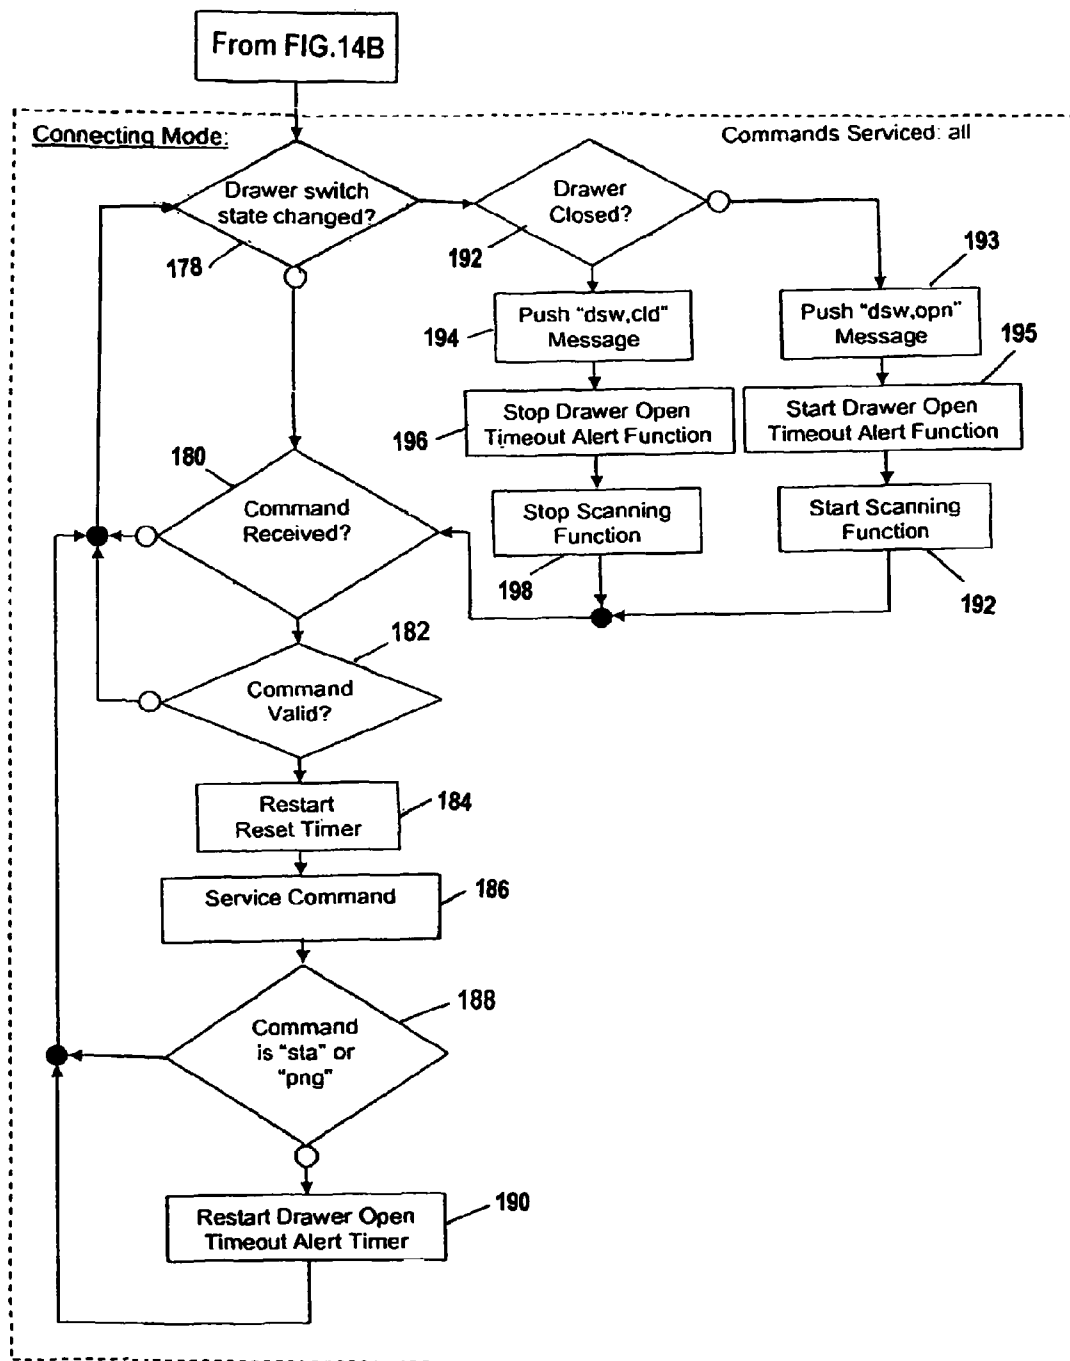 From FIG.14B
Connecting Mode:
Commands Serviced: all
Drawer switch
state changed?
178
Drawer
Closed?
192
193
Push "dsw,cld"
Message
194
Push "dsw,opn"
Message
195
Stop Drawer Open
Timeout Alert Function
196
Start Drawer Open
Timeout Alert Function
180
Command
Received?
Stop Scanning
Function
198
Start Scanning
Function
192
182
Command
Valid?
Restart
Reset Timer
184
Service Command
186
188
Command
is "sta" or
"png"
Restart Drawer Open
Timeout Alert Timer
190